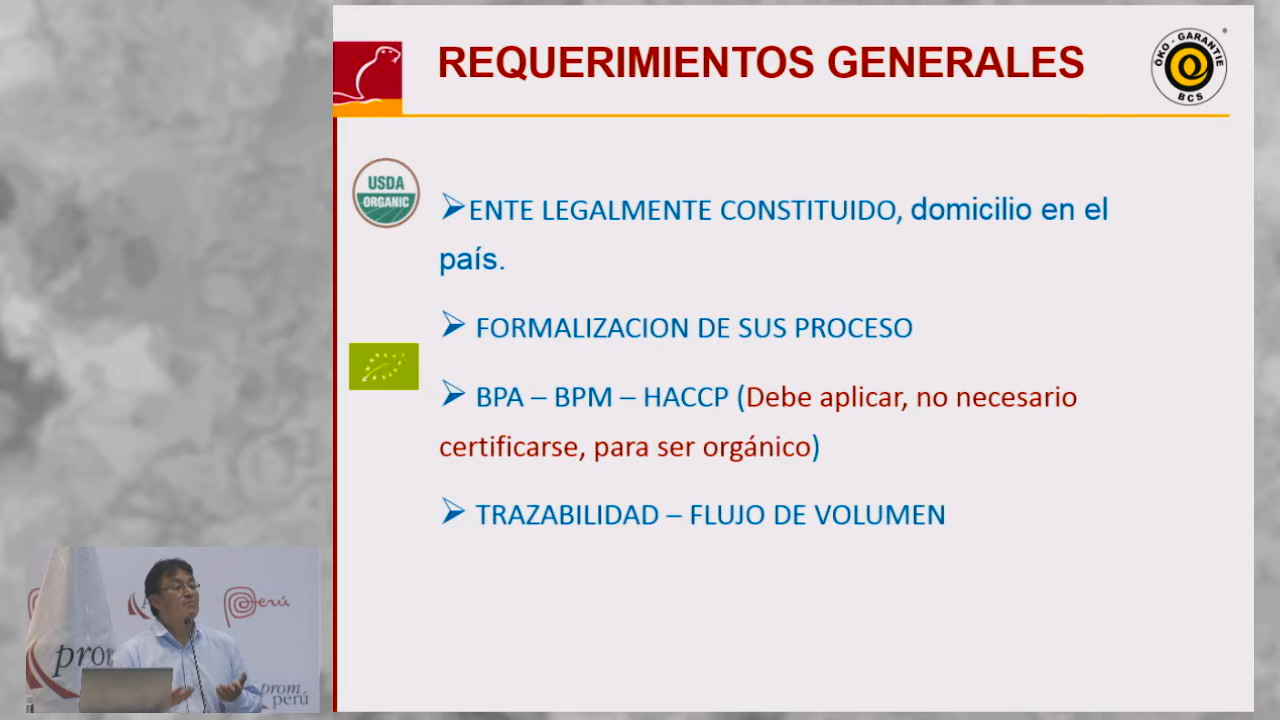 REQUERIMIENTOS GENERALES
ÖKO - GARANTIE
BCS
®
USDA
ORGANIC
➢ENTE LEGALMENTE CONSTITUIDO, domicilio en el
país.
➢ FORMALIZACION DE SUS PROCESO
➢ BPA – BPM – HACCP (Debe aplicar, no necesario
certificarse, para ser orgánico)
➢ TRAZABILIDAD – FLUJO DE VOLUMEN
Perú
prom
prom
perú